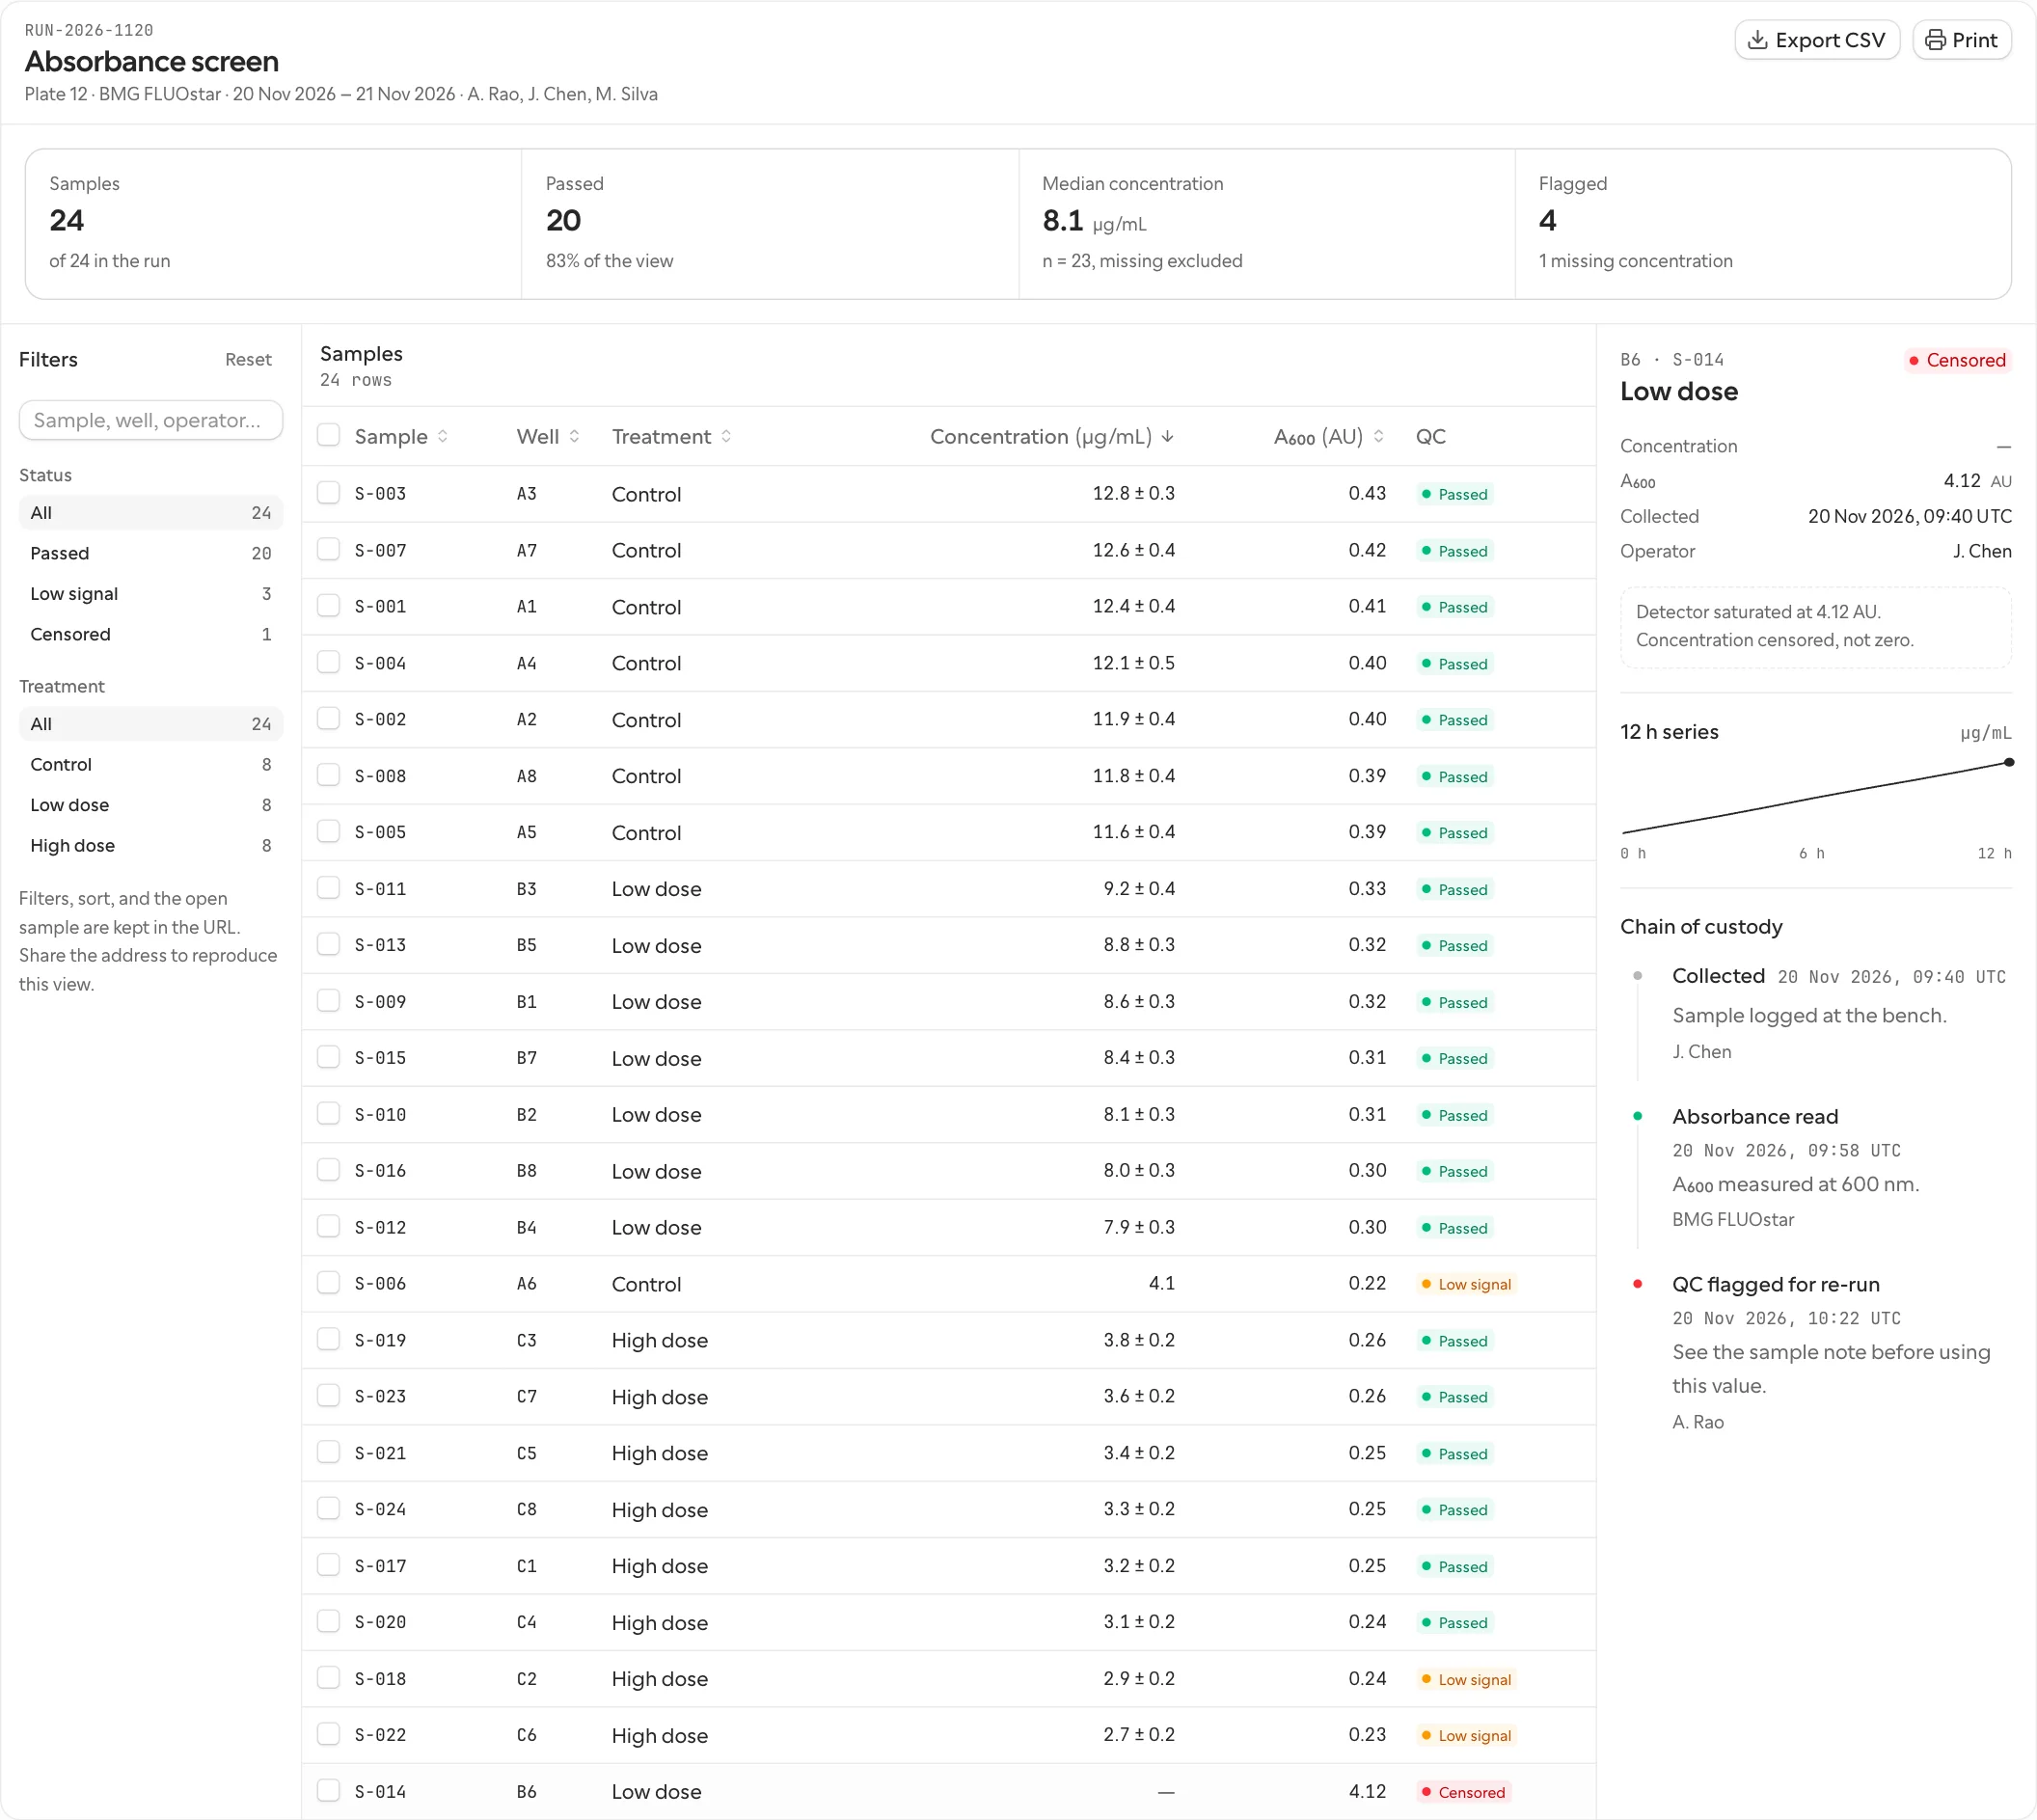 RUN-2026-1120
Absorbance screen
Plate 12 · BMG FLUOstar · 20 Nov 2026 – 21 Nov 2026 · A. Rao, J. Chen, M. Silva
Export CSV
Print
Samples
24
of 24 in the run
Passed
20
83% of the view
Median concentration
8.1 µg/mL
n = 23, missing excluded
Flagged
4
1 missing concentration
Filters
Reset
Sample, well, operator...
Status
All 24
Passed 20
Low signal 3
Censored 1
Treatment
All 24
Control 8
Low dose 8
High dose 8
Filters, sort, and the open
sample are kept in the URL.
Share the address to reproduce
this view.
Samples
24 rows
Sample Well Treatment Concentration (µg/mL) ↓ A₆₀₀ (AU) QC
S-003 A3 Control 12.8 ± 0.3 0.43 Passed
S-007 A7 Control 12.6 ± 0.4 0.42 Passed
S-001 A1 Control 12.4 ± 0.4 0.41 Passed
S-004 A4 Control 12.1 ± 0.5 0.40 Passed
S-002 A2 Control 11.9 ± 0.4 0.40 Passed
S-008 A8 Control 11.8 ± 0.4 0.39 Passed
S-005 A5 Control 11.6 ± 0.4 0.39 Passed
S-011 B3 Low dose 9.2 ± 0.4 0.33 Passed
S-013 B5 Low dose 8.8 ± 0.3 0.32 Passed
S-009 B1 Low dose 8.6 ± 0.3 0.32 Passed
S-015 B7 Low dose 8.4 ± 0.3 0.31 Passed
S-010 B2 Low dose 8.1 ± 0.3 0.31 Passed
S-016 B8 Low dose 8.0 ± 0.3 0.30 Passed
S-012 B4 Low dose 7.9 ± 0.3 0.30 Passed
S-006 A6 Control 4.1 0.22 Low signal
S-019 C3 High dose 3.8 ± 0.2 0.26 Passed
S-023 C7 High dose 3.6 ± 0.2 0.26 Passed
S-021 C5 High dose 3.4 ± 0.2 0.25 Passed
S-024 C8 High dose 3.3 ± 0.2 0.25 Passed
S-017 C1 High dose 3.2 ± 0.2 0.25 Passed
S-020 C4 High dose 3.1 ± 0.2 0.24 Passed
S-018 C2 High dose 2.9 ± 0.2 0.24 Low signal
S-022 C6 High dose 2.7 ± 0.2 0.23 Low signal
S-014 B6 Low dose — 4.12 Censored
B6 · S-014
Censored
Low dose
Concentration —
A₆₀₀ 4.12 AU
Collected 20 Nov 2026, 09:40 UTC
Operator J. Chen
Detector saturated at 4.12 AU.
Concentration censored, not zero.
12 h series µg/mL
0 h 6 h 12 h
Chain of custody
Collected 20 Nov 2026, 09:40 UTC
Sample logged at the bench.
J. Chen
Absorbance read
20 Nov 2026, 09:58 UTC
A₆₀₀ measured at 600 nm.
BMG FLUOstar
QC flagged for re-run
20 Nov 2026, 10:22 UTC
See the sample note before using
this value.
A. Rao